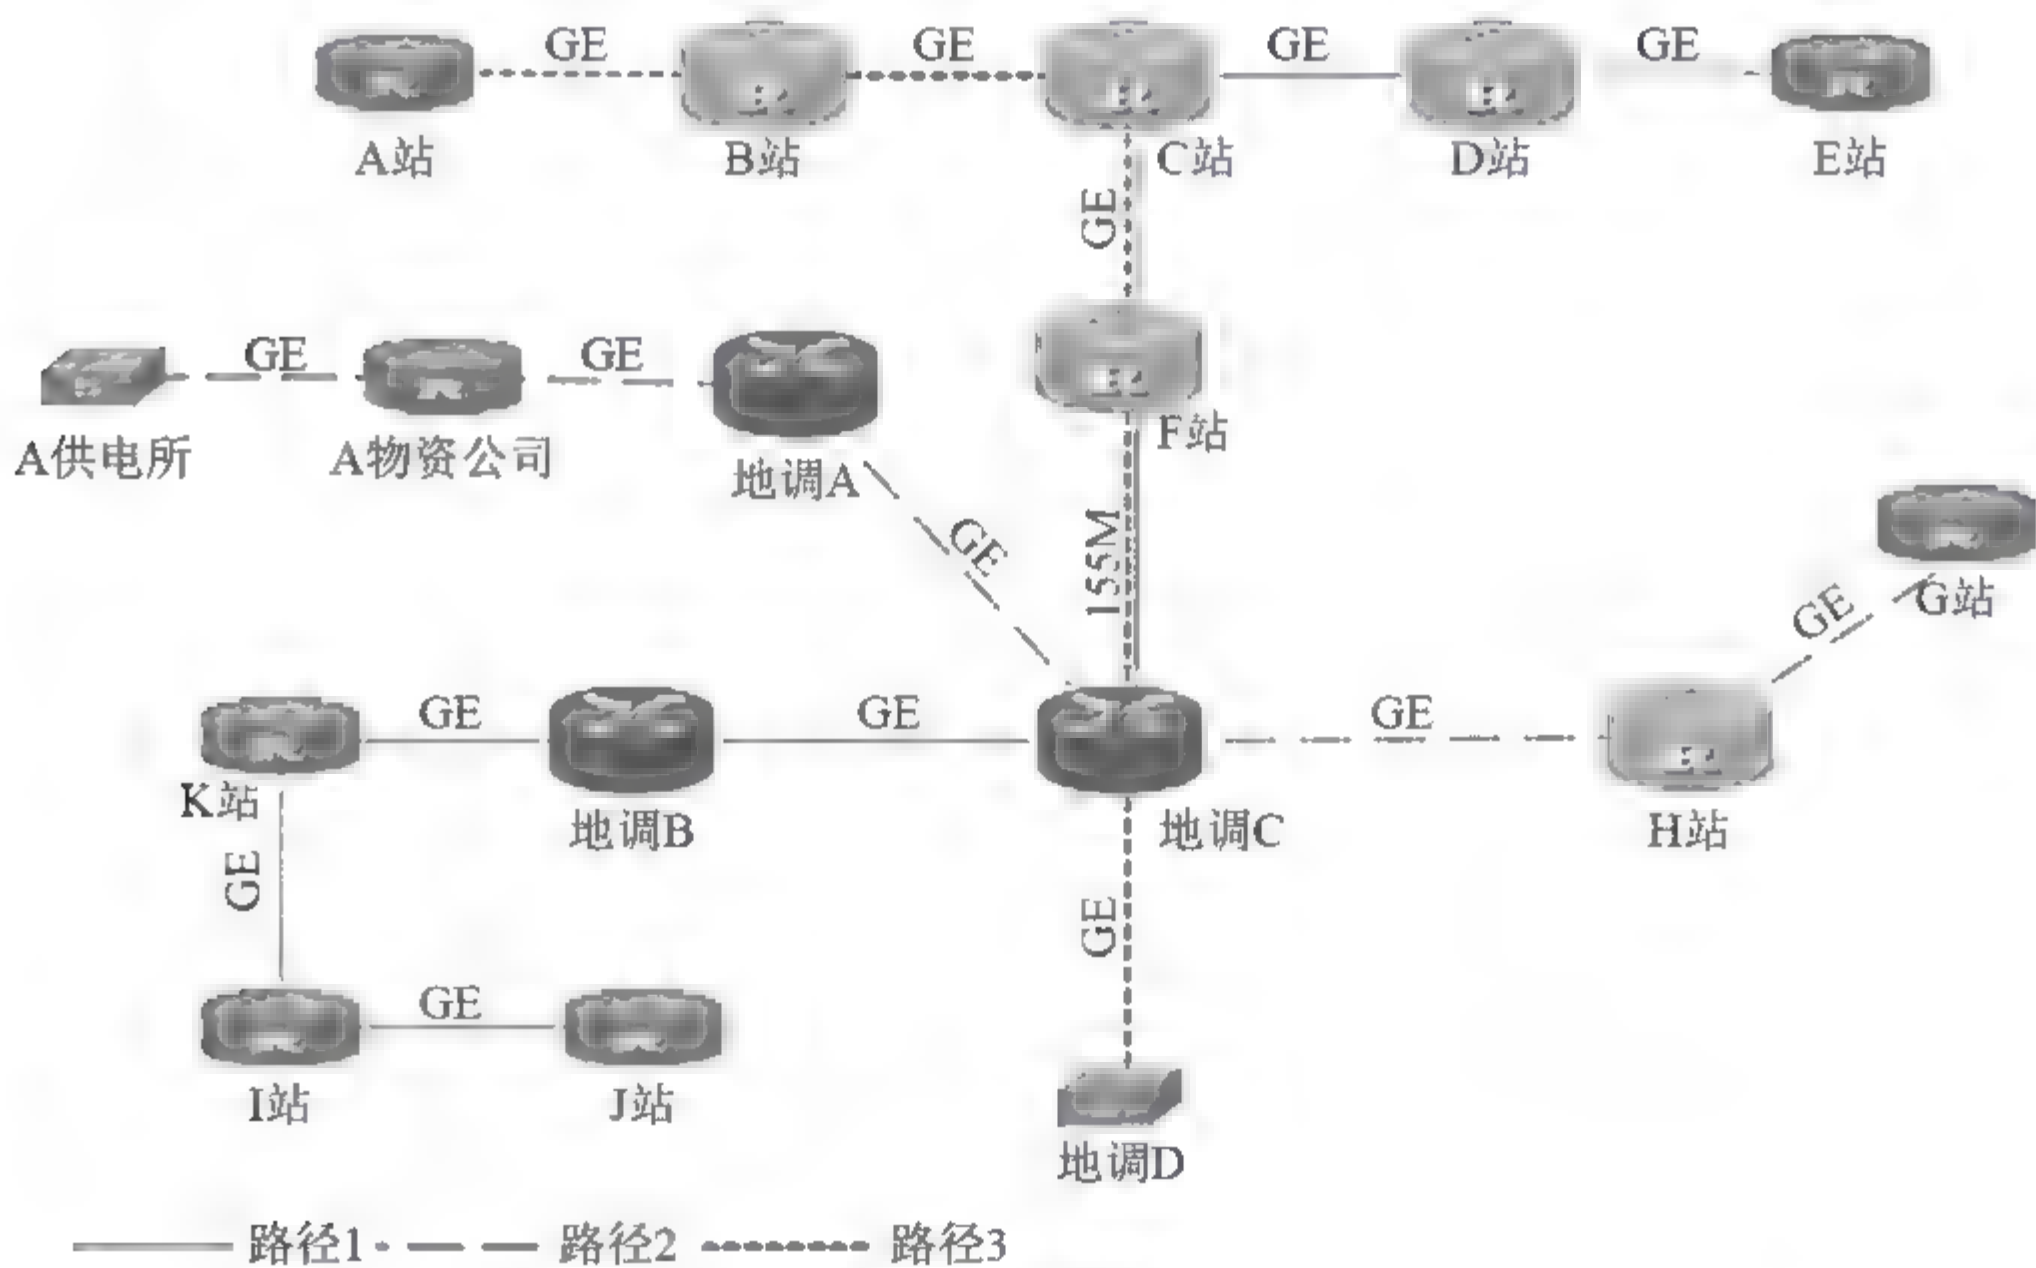 GE GE GE GE
A站 B站 C站 D站 E站
GE
GE GE
A供电所 A物资公司 地调A F站
GE 155M GE G站
GE GE GE
K站 地调B 地调C H站
GE GE
GE
I站 J站
地调D
路径1 路径2 路径3